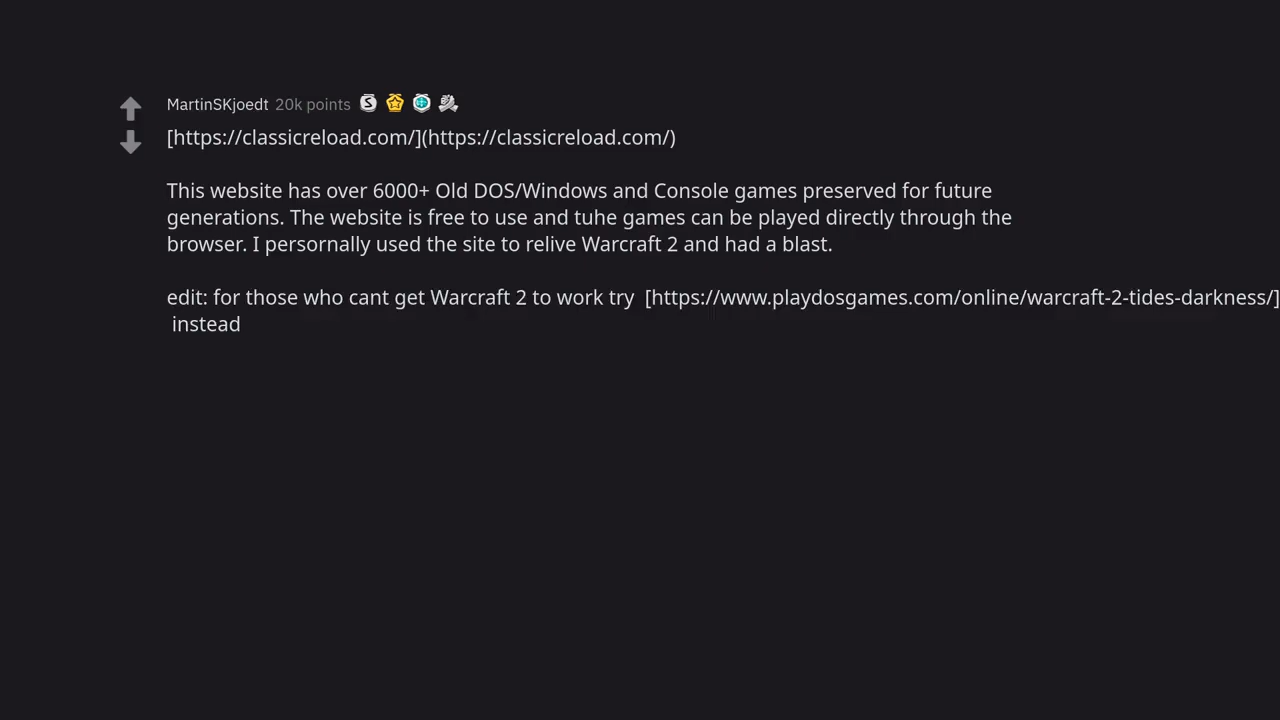 MartinSKjoedt 20k points
[https://classicreload.com/](https://classicreload.com/)
This website has over 6000+ Old DOS/Windows and Console games preserved for future
generations. The website is free to use and tuhe games can be played directly through the
browser. I persornally used the site to relive Warcraft 2 and had a blast.
edit: for those who cant get Warcraft 2 to work try [https://www.playdosgames.com/online/warcraft-2-tides-darkness/]
instead